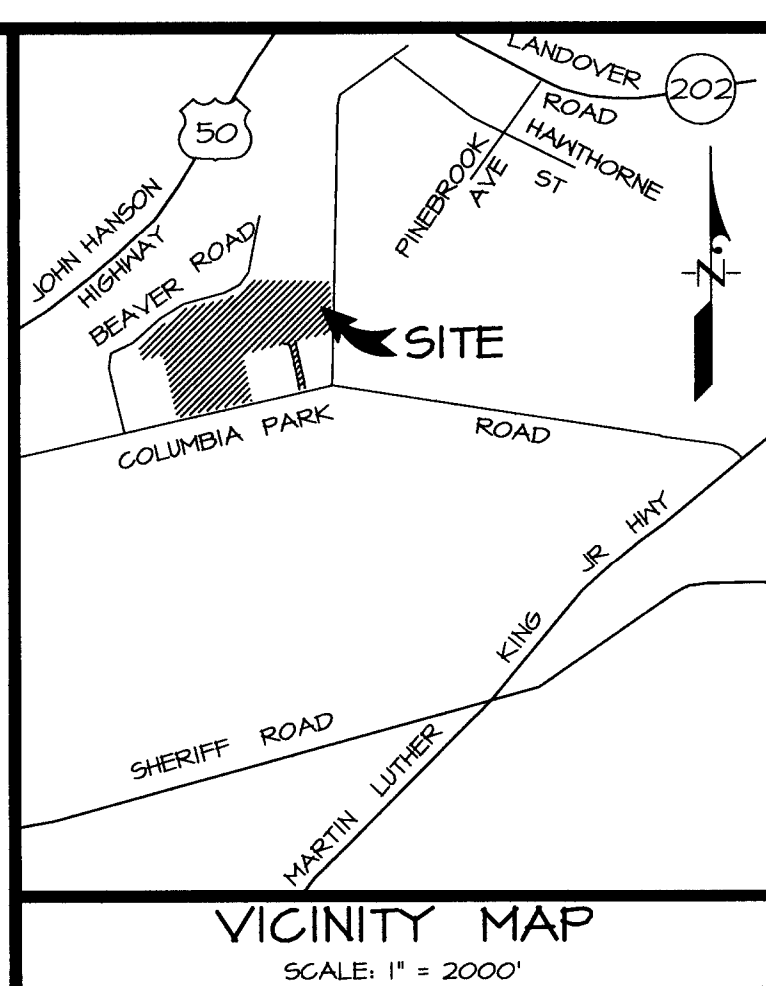 LANDOVER
ROAD
202
50
HAWTHORNE
ST
PINEBROOK
AVE
JOHN HANSON
HIGHWAY
BEAVER ROAD
N
SITE
COLUMBIA PARK
ROAD
MARTIN LUTHER
KING
JR HWY
SHERIFF ROAD
VICINITY MAP
SCALE: 1" = 2000'